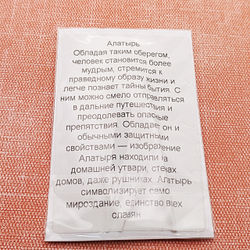 Алатырь
Обладая таким оберегом,
человек становится более
мудрым, стремится к
праведному образу жизни и
легче познает тайны бытия. С
ним можно смело отправляться
в дальние путешествия и
преодолевать опасные
препятствия. Обладает он и
обычными защитными
свойствами — изображение
Алатыря находили на
домашней утвари, стенах
домов, даже рушниках. Алатырь
символизирует само
мироздание, единство всех
славян